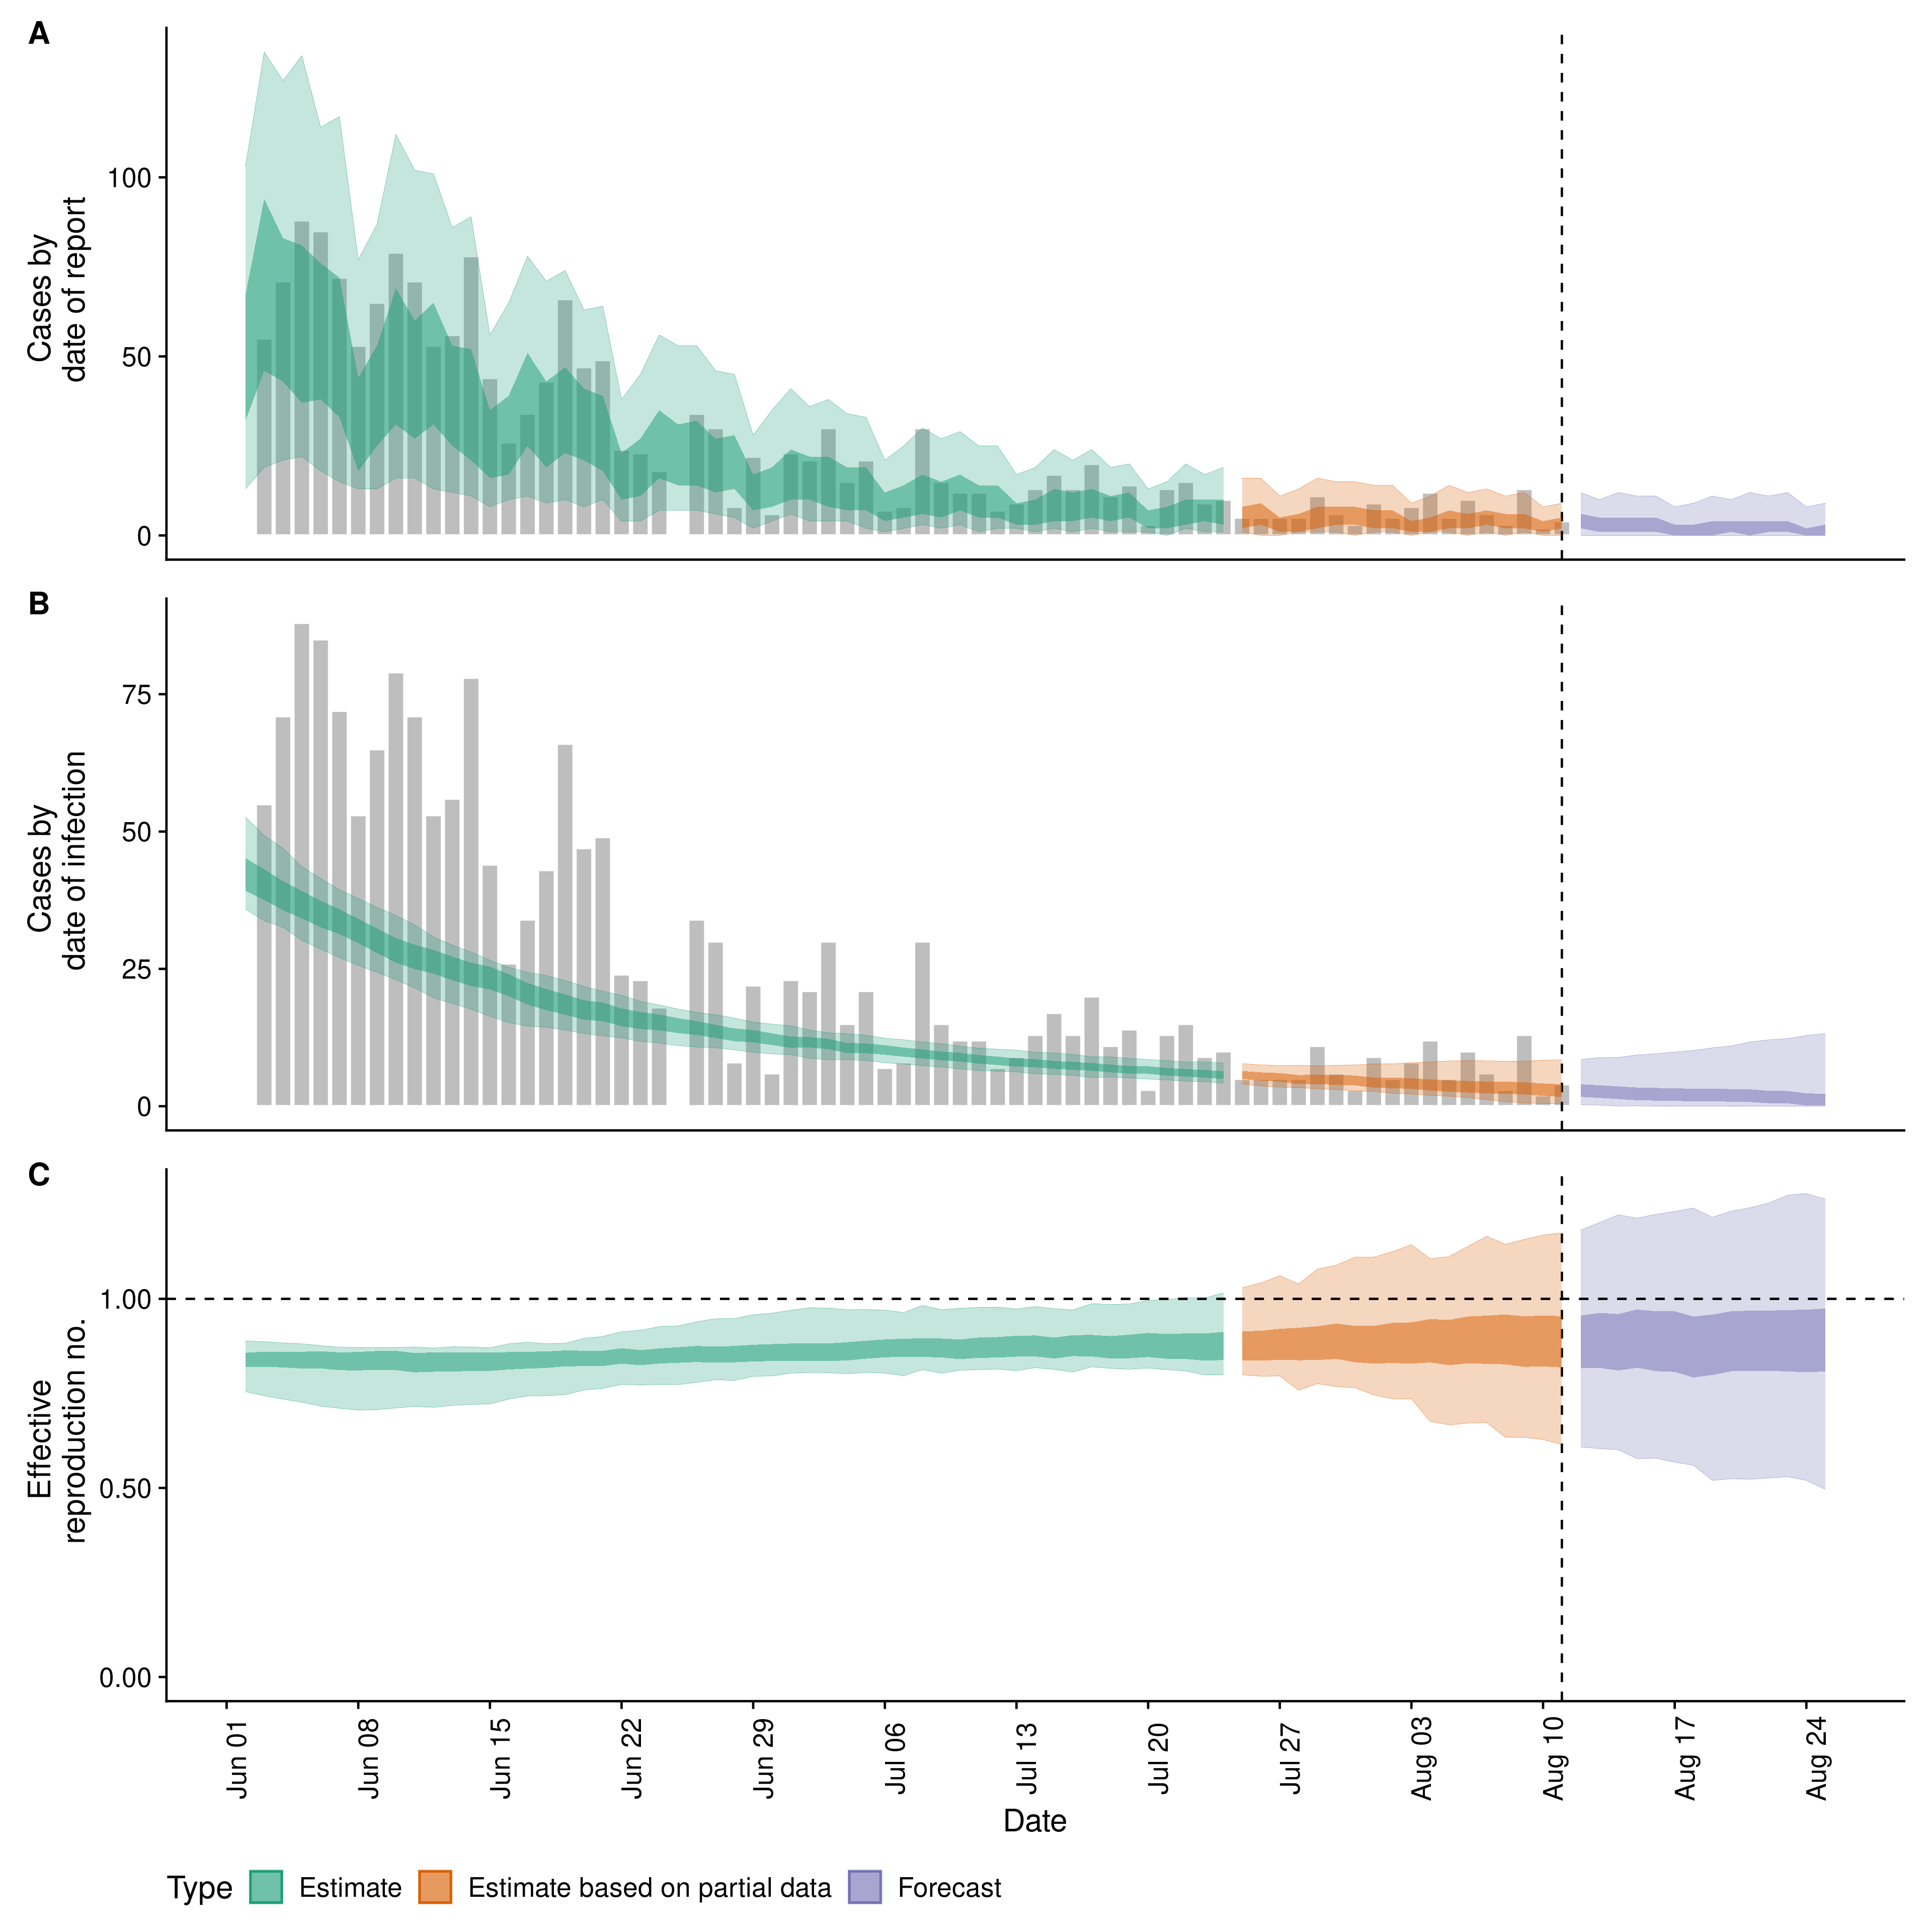 A
Cases by
date of report
100
50
0
B
Cases by
date of infection
75
50
25
0
C
Effective
reproduction no.
1.00
0.50
0.00
Jun 01
Jun 08
Jun 15
Jun 22
Jun 29
Jul 06
Jul 13
Jul 20
Jul 27
Aug 03
Aug 10
Aug 17
Aug 24
Date
Type Estimate Estimate based on partial data Forecast